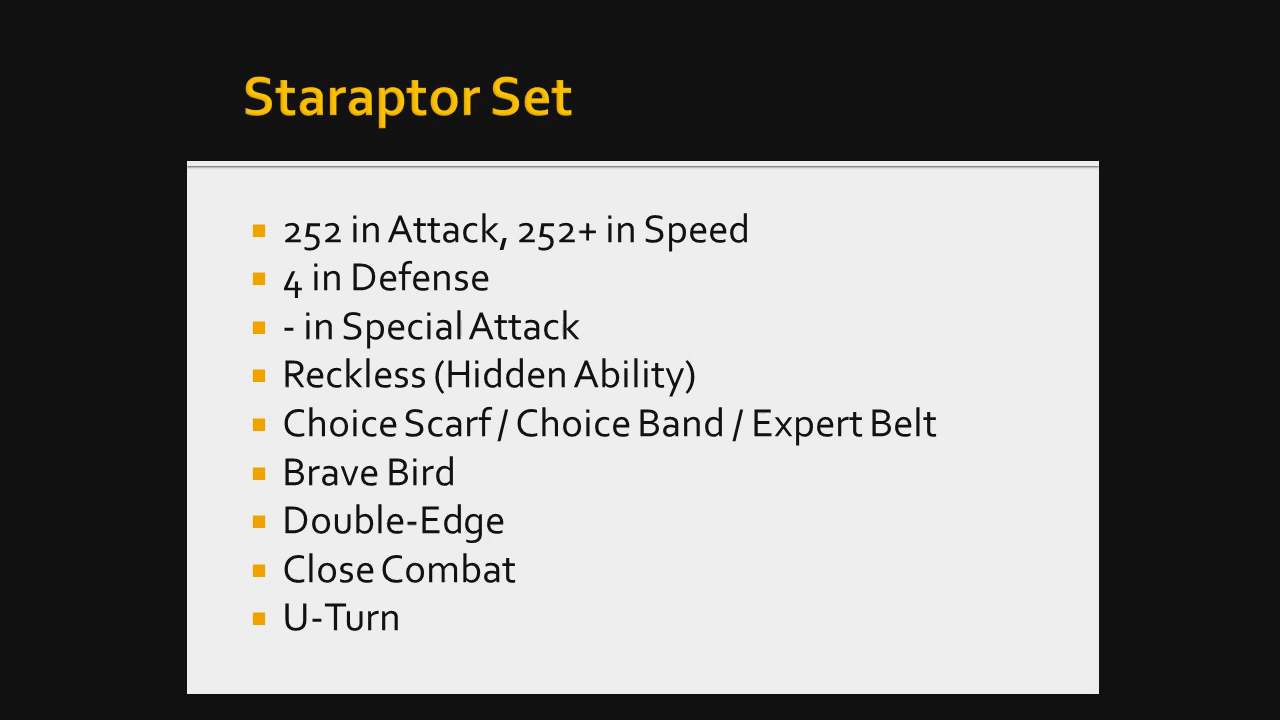 Staraptor Set
252 in Attack, 252+ in Speed
4 in Defense
- in Special Attack
Reckless (Hidden Ability)
Choice Scarf / Choice Band / Expert Belt
Brave Bird
Double-Edge
Close Combat
U-Turn